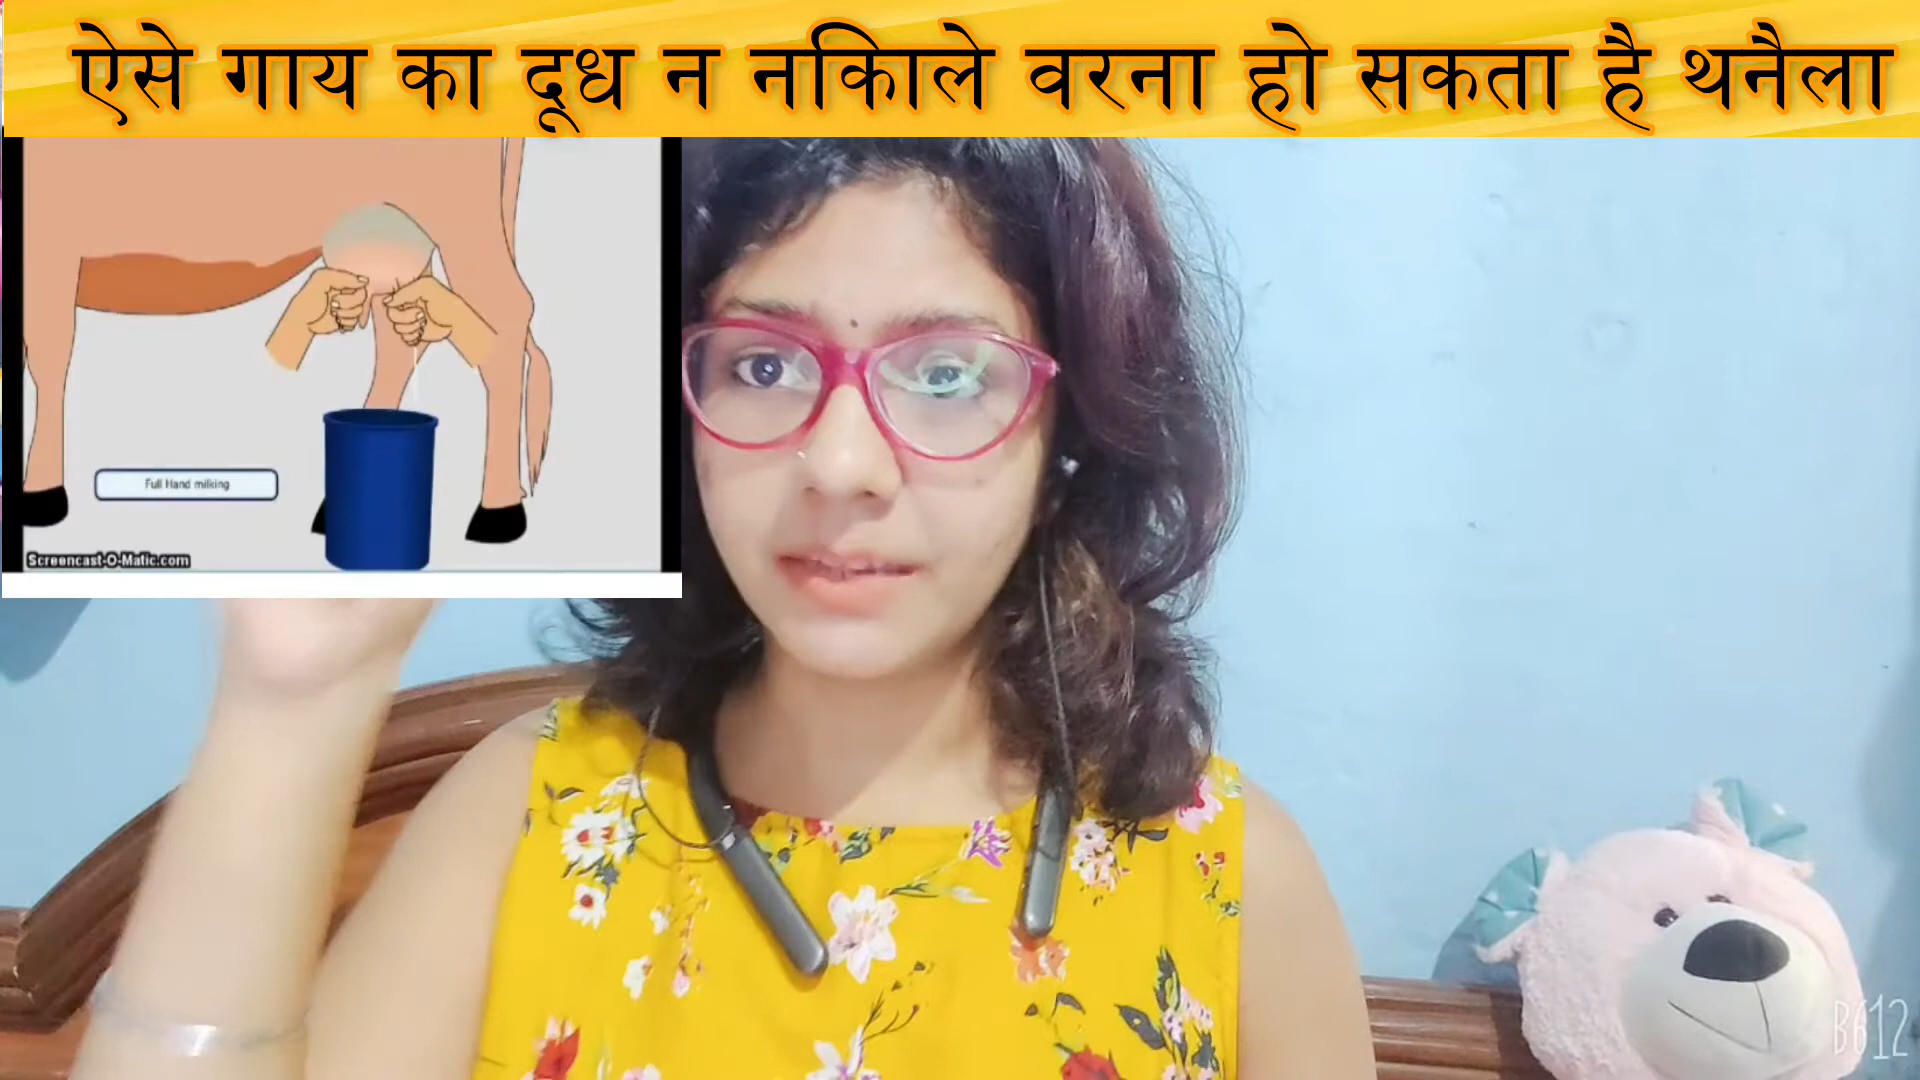 ऐसे गाय का दूध न नकिाले वरना हो सकता है थनैला
Full Hand milking
Screencast-O-Matic.com
B612